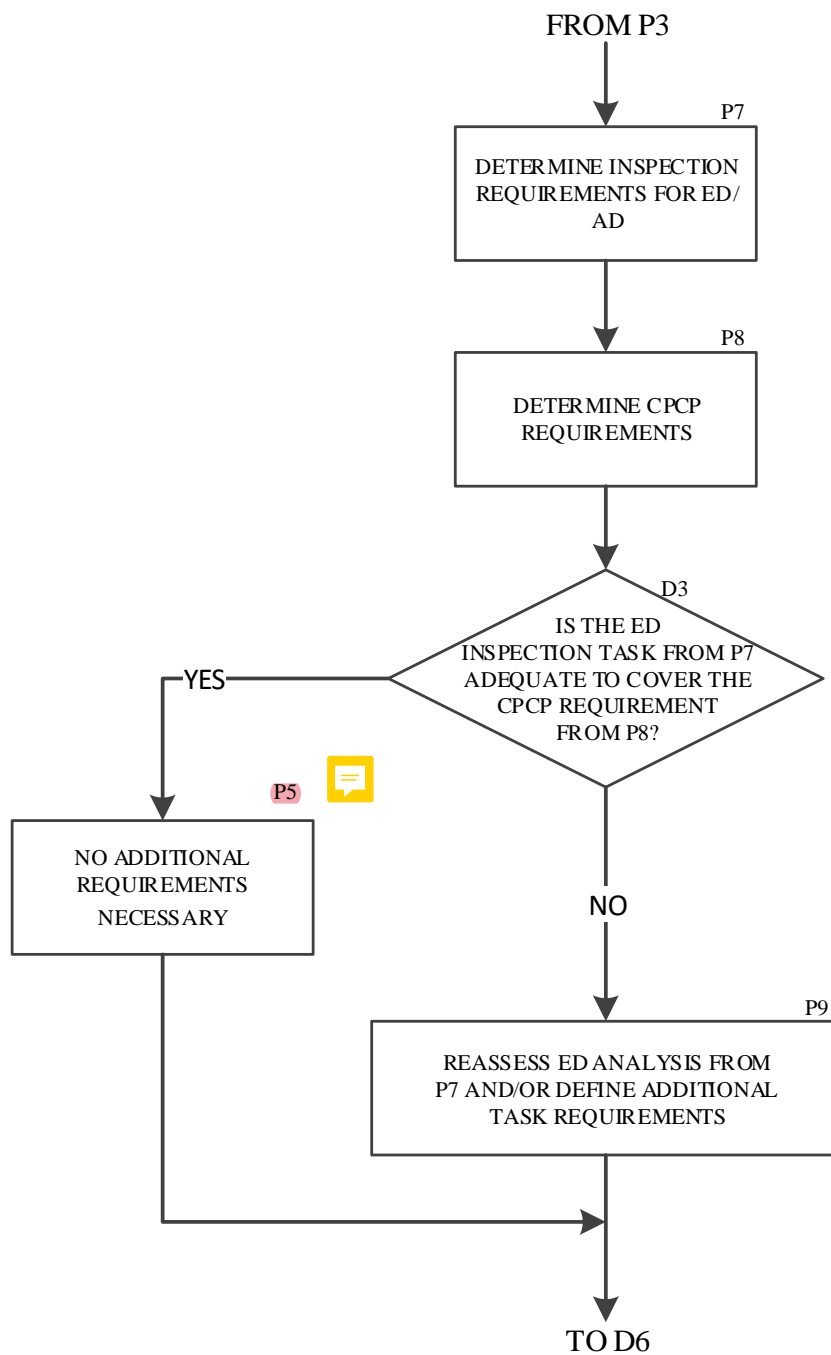 FROM P3
P7
DETERMINE INSPECTION
REQUIREMENTS FOR ED/
AD
P8
DETERMINE CPCP
REQUIREMENTS
D3
IS THE ED
INSPECTION TASK FROM P7
ADEQUATE TO COVER THE
CPCP REQUIREMENT
FROM P8?
YES
P5
NO ADDITIONAL
REQUIREMENTS
NECESSARY
NO
P9
REASSESS ED ANALYSIS FROM
P7 AND/OR DEFINE ADDITIONAL
TASK REQUIREMENTS
TO D6